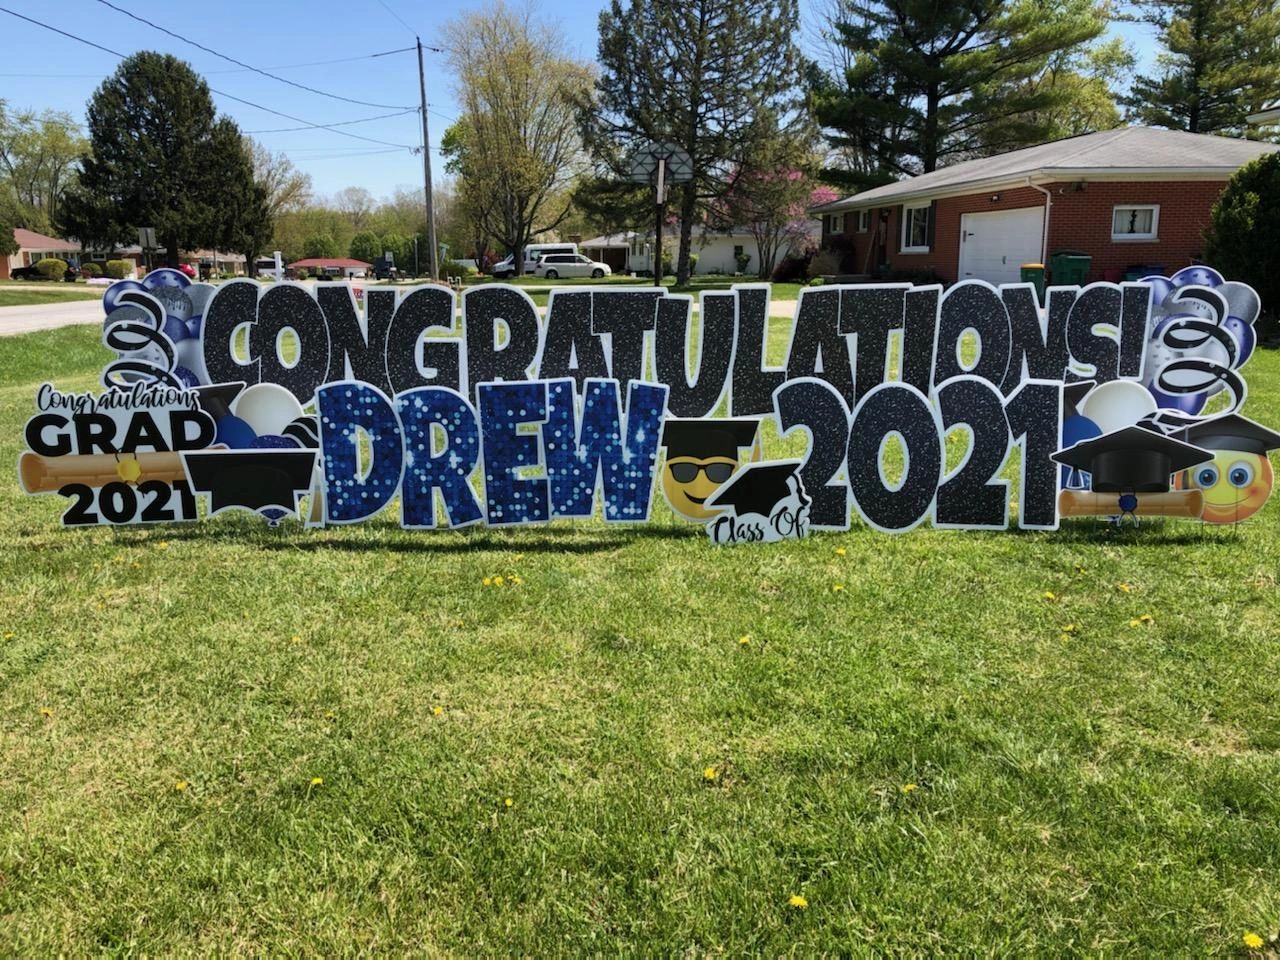 CONGRATULATIONS!
Congratulations
GRAD
2021
DREW
Class Of
2021